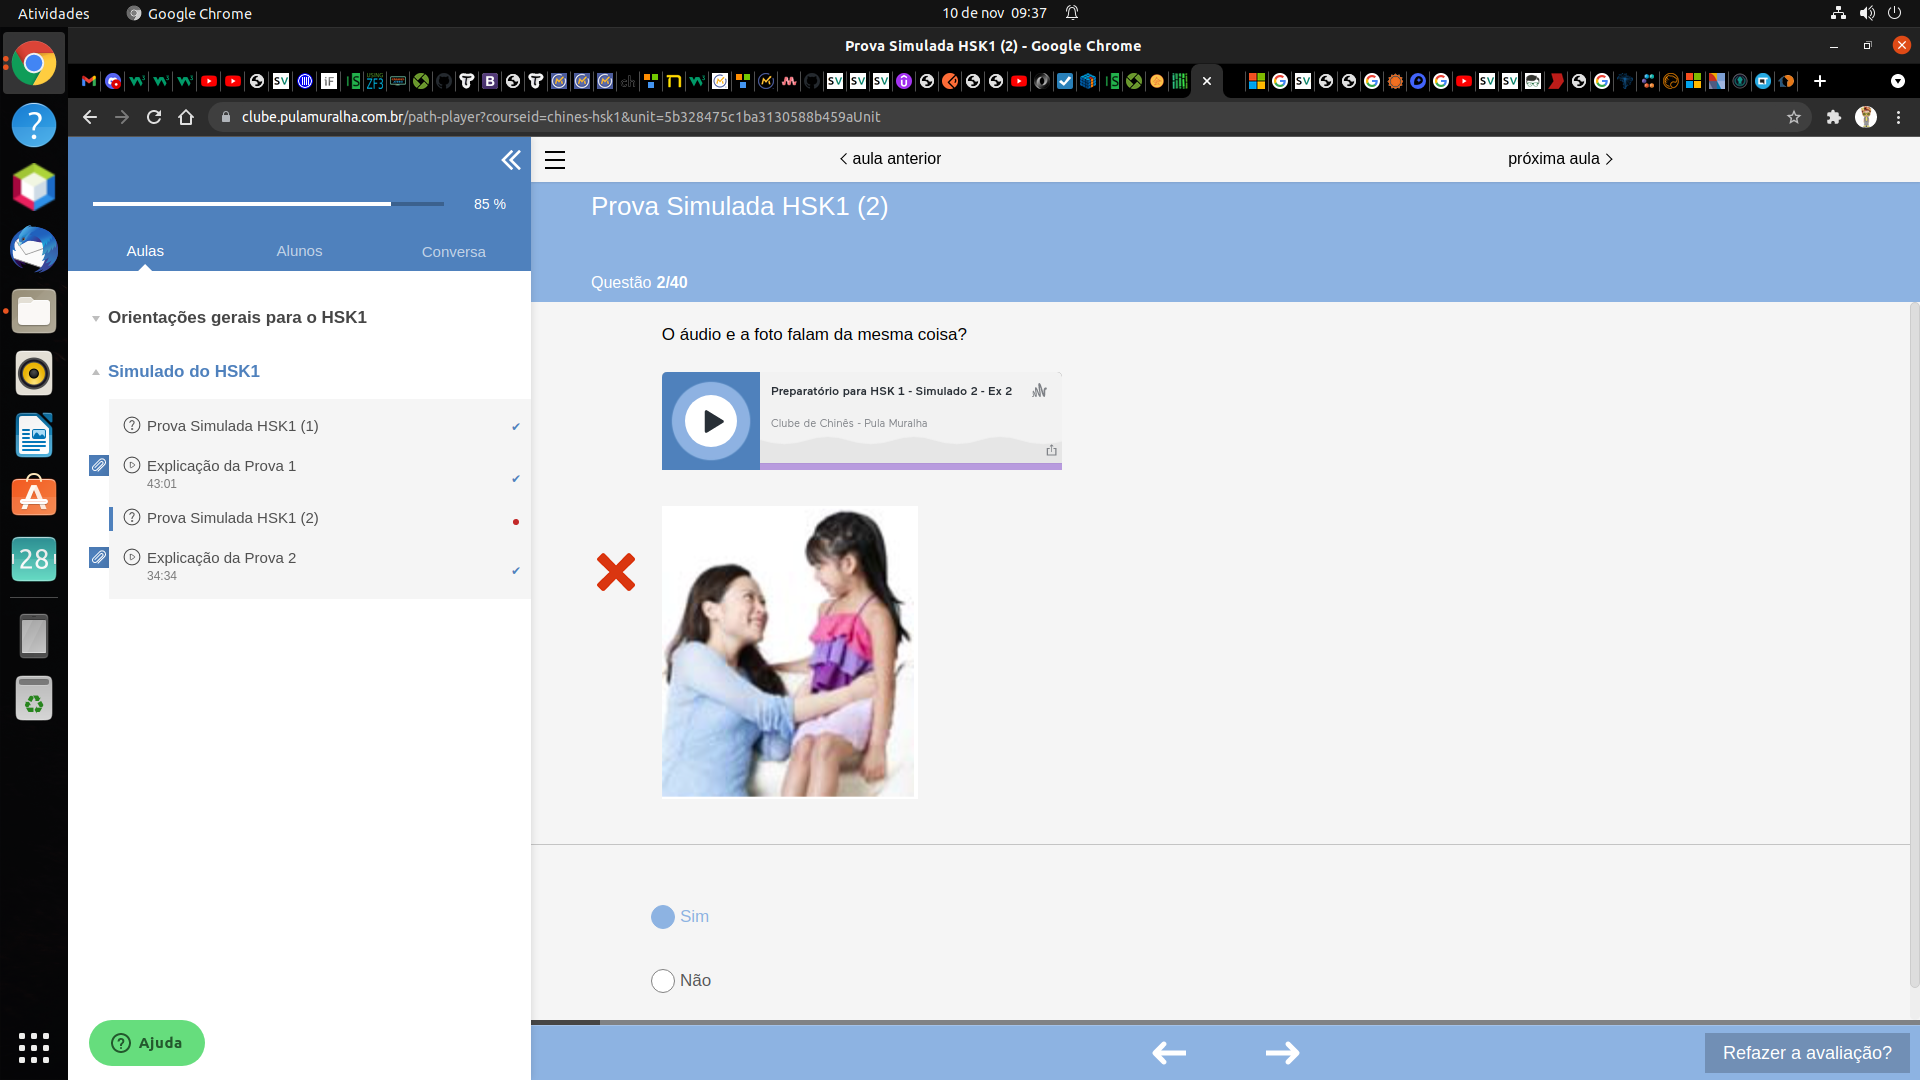 Atividades
Google Chrome
10 de nov 09:37
Prova Simulada HSK1 (2) - Google Chrome
clube.pulamuralha.com.br/path-player?courseid=chines-hsk1&unit=5b328475c1ba3130588b459aUnit
aula anterior
próxima aula
85 %
Prova Simulada HSK1 (2)
Aulas
Alunos
Conversa
Questão 2/40
Orientações gerais para o HSK1
Simulado do HSK1
Prova Simulada HSK1 (1)
Explicação da Prova 1
43:01
Prova Simulada HSK1 (2)
Explicação da Prova 2
34:34
O áudio e a foto falam da mesma coisa?
Preparatório para HSK 1 - Simulado 2 - Ex 2
Clube de Chinês - Pula Muralha
Sim
Não
28
Ajuda
Refazer a avaliação?